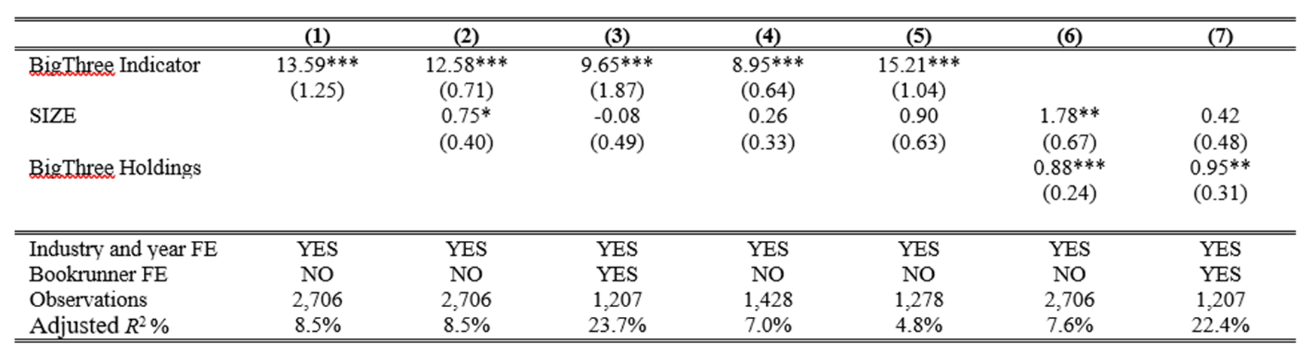 (1) (2) (3) (4) (5) (6) (7)
BigThree Indicator 13.59*** 12.58*** 9.65*** 8.95*** 15.21***
(1.25) (0.71) (1.87) (0.64) (1.04)
SIZE 0.75* -0.08 0.26 0.90 1.78** 0.42
(0.40) (0.49) (0.33) (0.63) (0.67) (0.48)
BigThree Holdings 0.88*** 0.95**
(0.24) (0.31)
Industry and year FE YES YES YES YES YES YES YES
Bookrunner FE NO NO YES NO NO NO YES
Observations 2,706 2,706 1,207 1,428 1,278 2,706 1,207
Adjusted R² % 8.5% 8.5% 23.7% 7.0% 4.8% 7.6% 22.4%